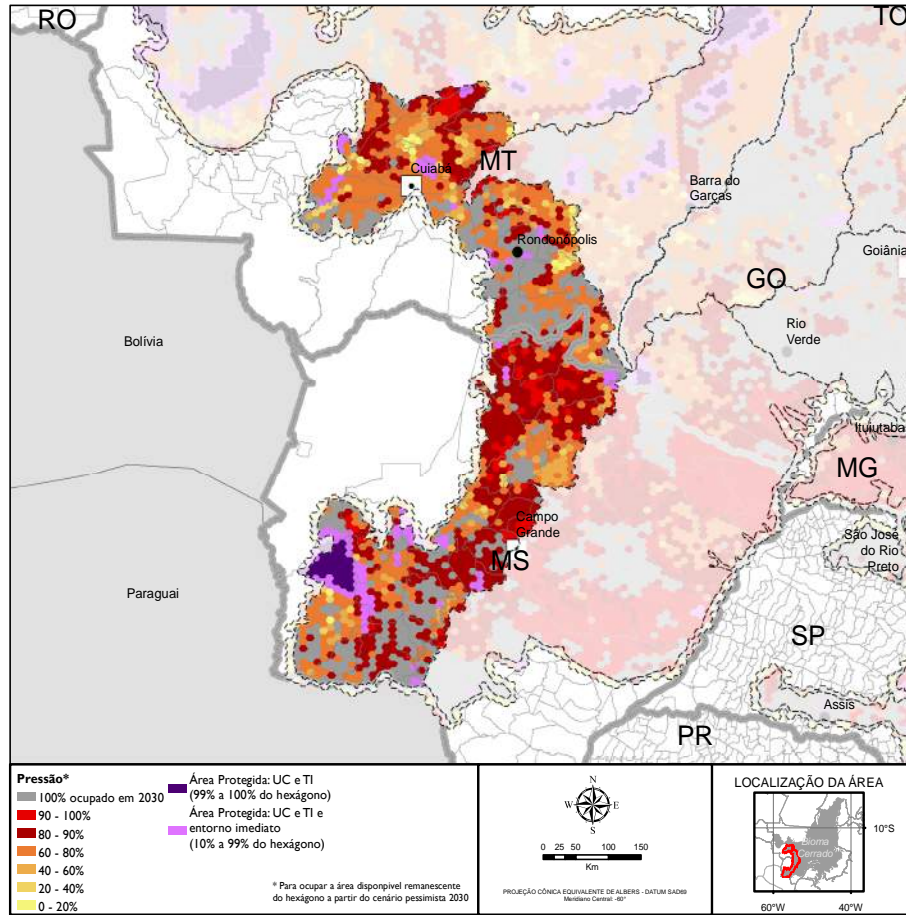 RO
TO
MT
Cuiabá
Barra do
Garças
Rondonópolis
Goiânia
GO
Rio
Verde
Bolívia
Ituiutaba
MG
Campo
Grande
São José
do Rio
Preto
MS
Paraguai
SP
Assis
PR
Pressão*
100% ocupado em 2030
90 - 100%
80 - 90%
60 - 80%
40 - 60%
20 - 40%
0 - 20%
Área Protegida: UC e TI
(99% a 100% do hexágono)
Área Protegida: UC e TI e
entorno imediato
(10% a 99% do hexágono)
* Para ocupar a área disponpivel remanescente
do hexágono a partir do cenário pessimista 2030
N
W E
S
0 25 50 100 150
Km
PROJEÇÃO CÔNICA EQUIVALENTE DE ALBERS - DATUM SAD69
Meridiano Central: -60°
LOCALIZAÇÃO DA ÁREA
Bioma
Cerrado
10°S
60°W 40°W